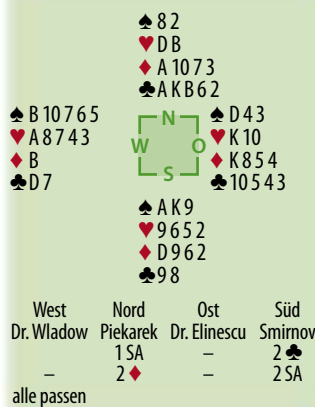 ♠ 8 2
♥ D B
♦ A 10 7 3
♣ A K B 6 2
♠ B 10 7 6 5
♥ A 8 7 4 3
♦ B
♣ D 7
N
W O
S
♠ D 4 3
♥ K 10
♦ K 8 5 4
♣ 10 5 4 3
♠ A K 9
♥ 9 6 5 2
♦ D 9 6 2
♣ 9 8
West Nord Ost Süd
Dr. Wladow Piekarek Dr. Elinescu Smirnov
1 SA – 2 ♣
– 2 ♦ – 2 SA
alle passen